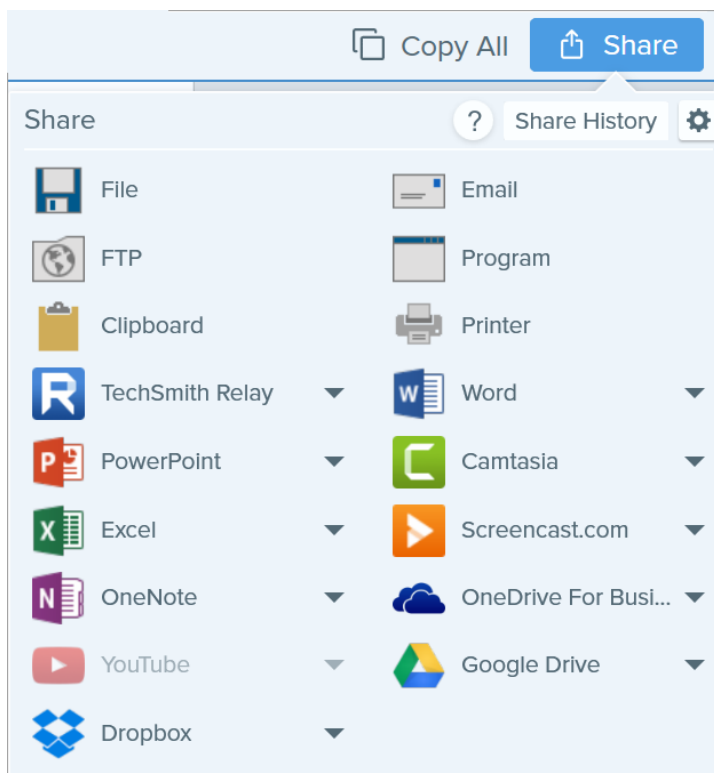 Copy All Share
Share ? Share History
File Email
FTP Program
Clipboard Printer
TechSmith Relay Word
PowerPoint Camtasia
Excel Screencast.com
OneNote OneDrive For Busi...
YouTube Google Drive
Dropbox